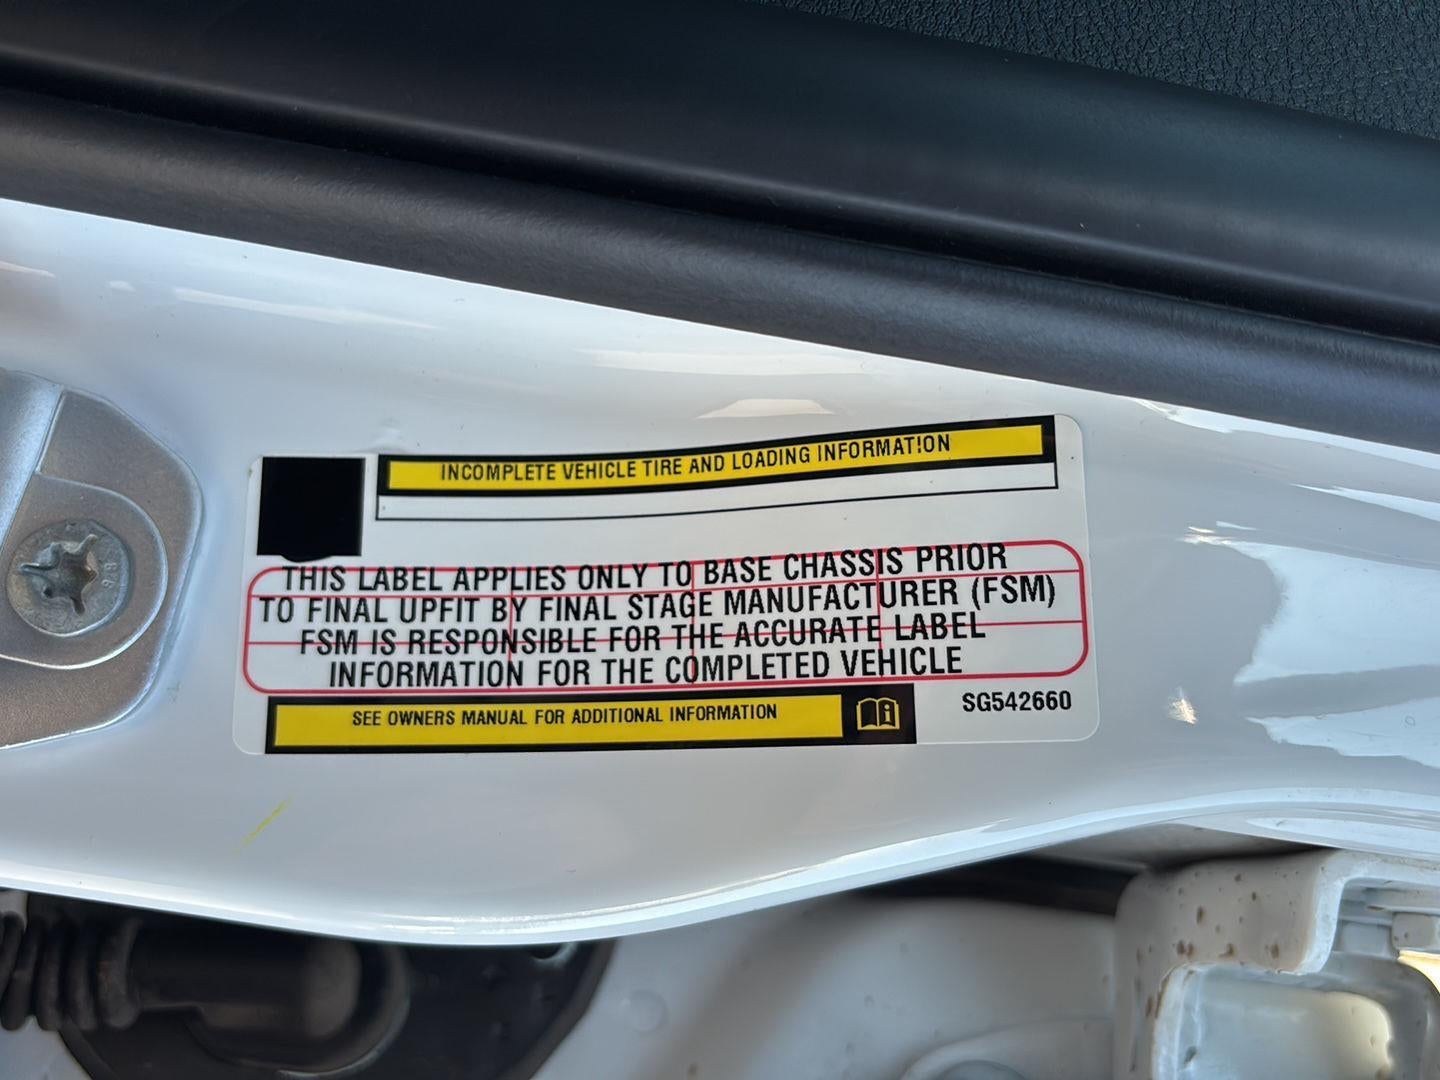 INCOMPLETE VEHICLE TIRE AND LOADING INFORMATION
THIS LABEL APPLIES ONLY TO BASE CHASSIS PRIOR
TO FINAL UPFIT BY FINAL STAGE MANUFACTURER (FSM)
FSM IS RESPONSIBLE FOR THE ACCURATE LABEL
INFORMATION FOR THE COMPLETED VEHICLE
SEE OWNERS MANUAL FOR ADDITIONAL INFORMATION
SG542660